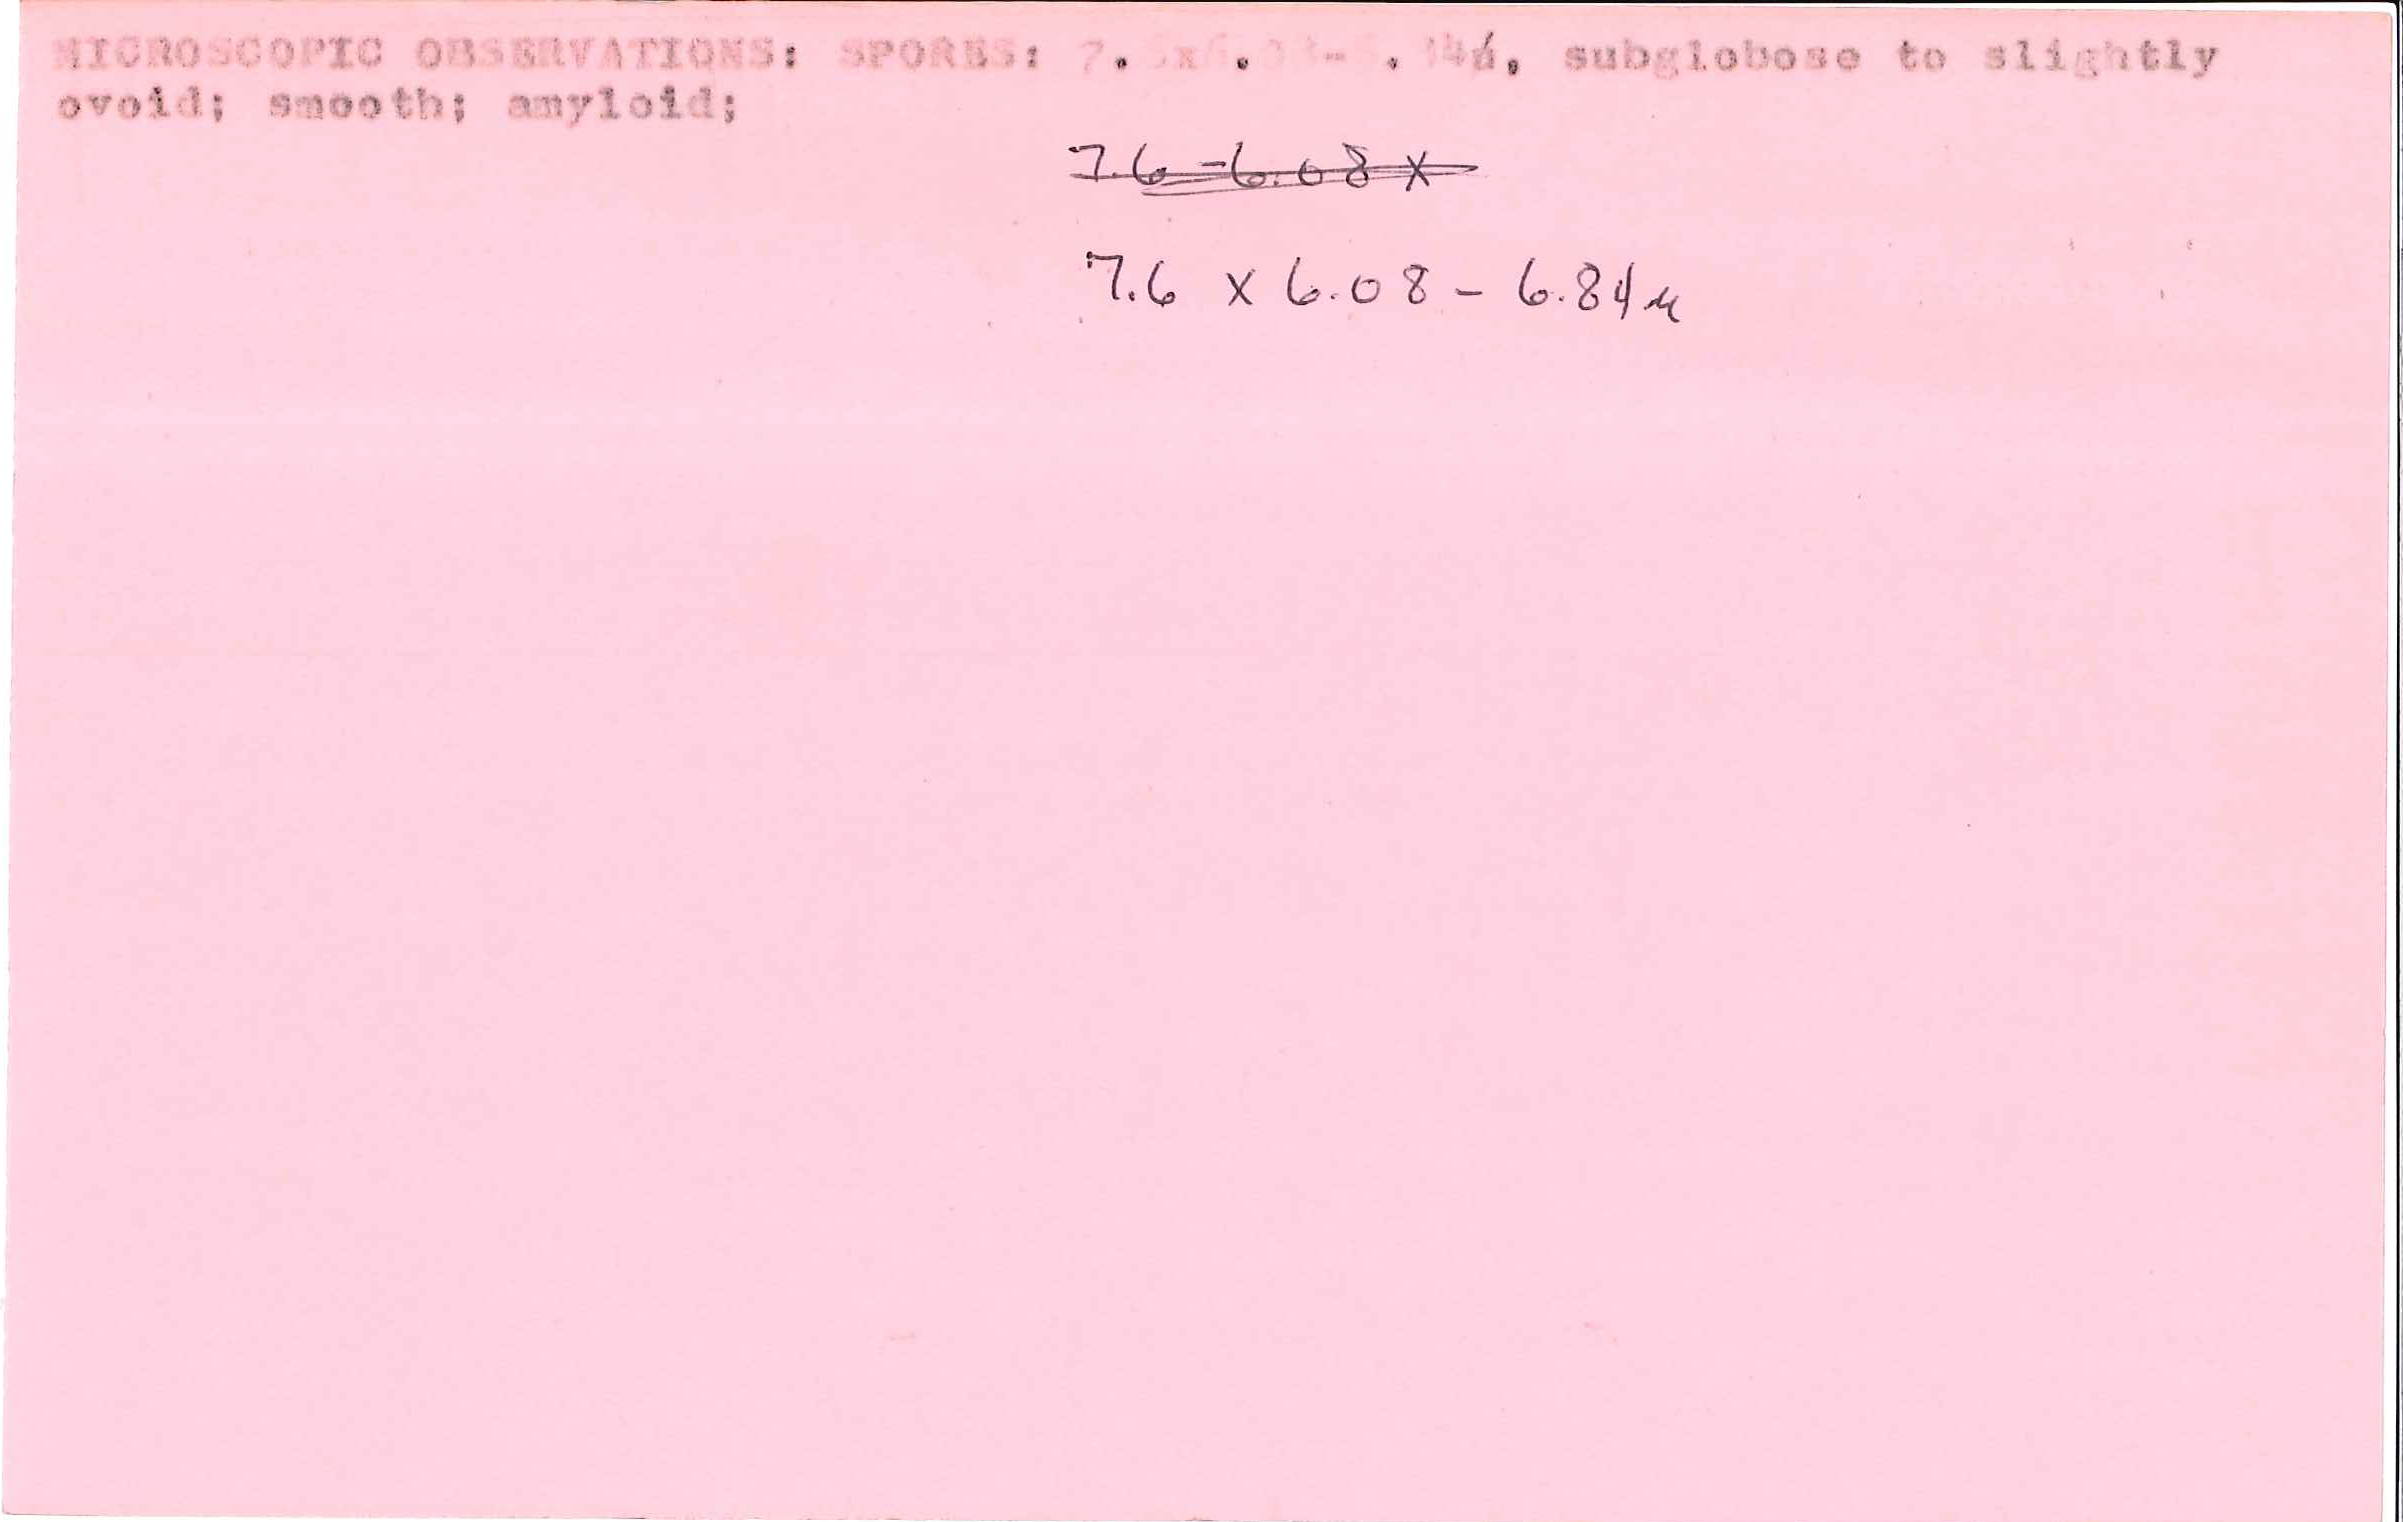 MICROSCOPIC OBSERVATIONS: SPORES: 7.6x6.08-6.84µ, subglobose to slightly
ovoid; smooth; amyloid;
7.6 - 6.08 x
7.6 x 6.08 - 6.84µ